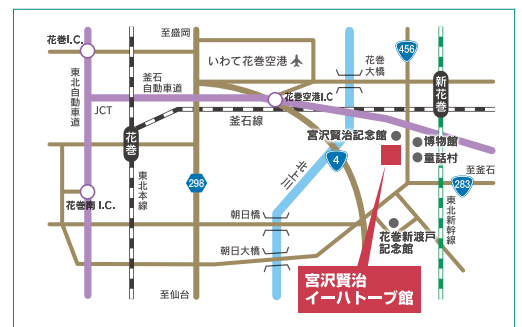 至盛岡
花巻I.C.
いわて花巻空港
花巻
大橋
456
東北自動車道
釜石
自動車道
花巻空港I.C
新花巻
JCT
釜石線
花巻
宮沢賢治記念館
博物館
童話村
4
至釜石
298
北上川
283
東北本線
花巻南I.C.
朝日橋
東北新幹線
花巻新渡戸
記念館
朝日大橋
宮沢賢治
イーハトーブ館
至仙台